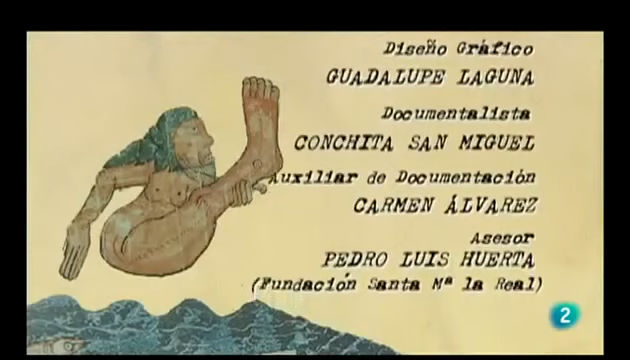 Diseño Gráfico
GUADALUPE LAGUNA
Documentalista
CONCHITA SAN MIGUEL
Auxiliar de Documentación
CARMEN ÁLVAREZ
Asesor
PEDRO LUIS HUERTA
(Fundación Santa Mª la Real)
2